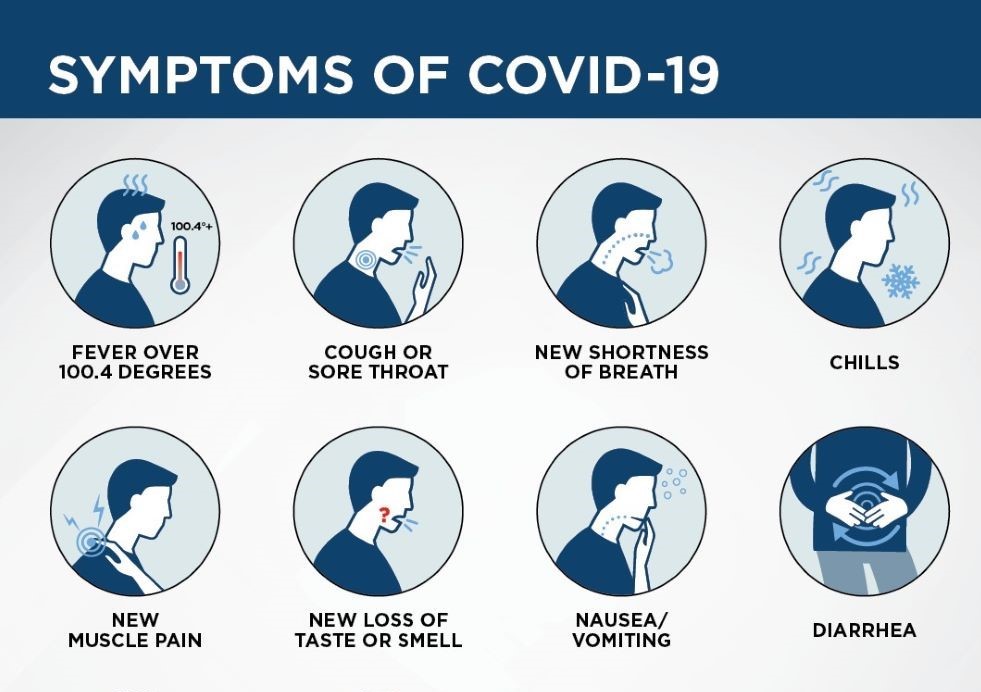 SYMPTOMS OF COVID-19
100.4°+
FEVER OVER
100.4 DEGREES
COUGH OR
SORE THROAT
NEW SHORTNESS
OF BREATH
CHILLS
?
NEW
MUSCLE PAIN
NEW LOSS OF
TASTE OR SMELL
NAUSEA/
VOMITING
DIARRHEA